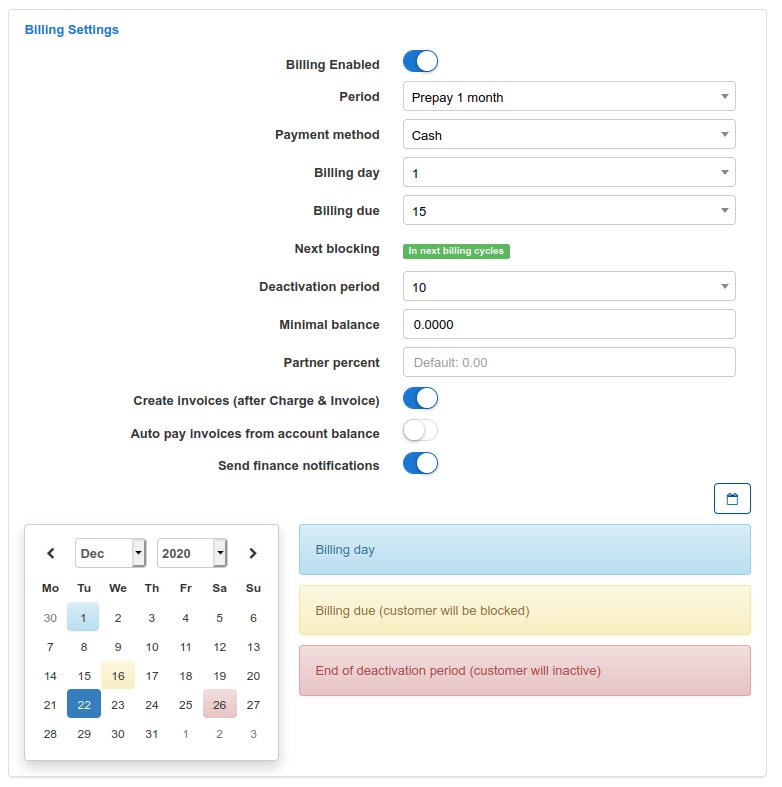 Billing Settings
Billing Enabled
Period Prepay 1 month
Payment method Cash
Billing day 1
Billing due 15
Next blocking In next billing cycles
Deactivation period 10
Minimal balance 0.0000
Partner percent Default: 0.00
Create invoices (after Charge & Invoice)
Auto pay invoices from account balance
Send finance notifications
Dec 2020
Mo Tu We Th Fr Sa Su
30 1 2 3 4 5 6
7 8 9 10 11 12 13
14 15 16 17 18 19 20
21 22 23 24 25 26 27
28 29 30 31 1 2 3
Billing day
Billing due (customer will be blocked)
End of deactivation period (customer will inactive)